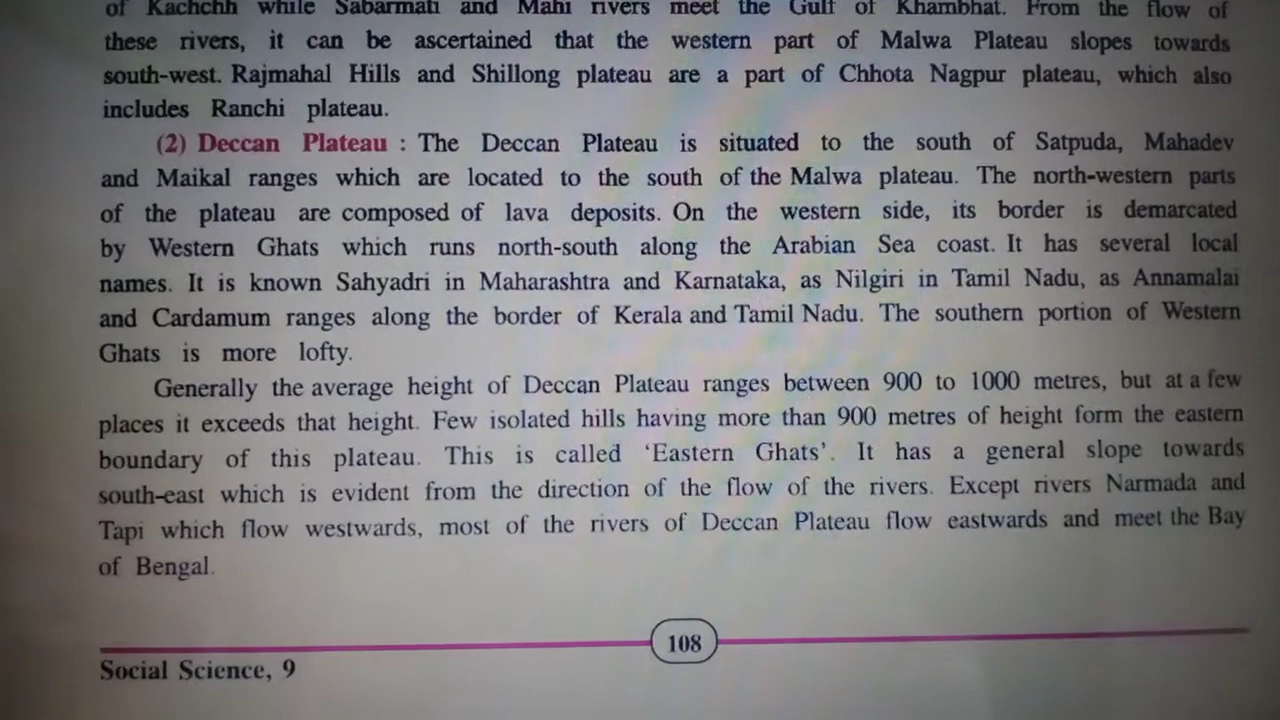 of Kachchh while Sabarmati and Mahi rivers meet the Gulf of Khambhat. From the flow of
these rivers, it can be ascertained that the western part of Malwa Plateau slopes towards
south-west. Rajmahal Hills and Shillong plateau are a part of Chhota Nagpur plateau, which also
includes Ranchi plateau.
(2) Deccan Plateau : The Deccan Plateau is situated to the south of Satpuda, Mahadev
and Maikal ranges which are located to the south of the Malwa plateau. The north-western parts
of the plateau are composed of lava deposits. On the western side, its border is demarcated
by Western Ghats which runs north-south along the Arabian Sea coast. It has several local
names. It is known Sahyadri in Maharashtra and Karnataka, as Nilgiri in Tamil Nadu, as Annamalai
and Cardamum ranges along the border of Kerala and Tamil Nadu. The southern portion of Western
Ghats is more lofty.
Generally the average height of Deccan Plateau ranges between 900 to 1000 metres, but at a few
places it exceeds that height. Few isolated hills having more than 900 metres of height form the eastern
boundary of this plateau. This is called ‘Eastern Ghats’. It has a general slope towards
south-east which is evident from the direction of the flow of the rivers. Except rivers Narmada and
Tapi which flow westwards, most of the rivers of Deccan Plateau flow eastwards and meet the Bay
of Bengal.
108
Social Science, 9